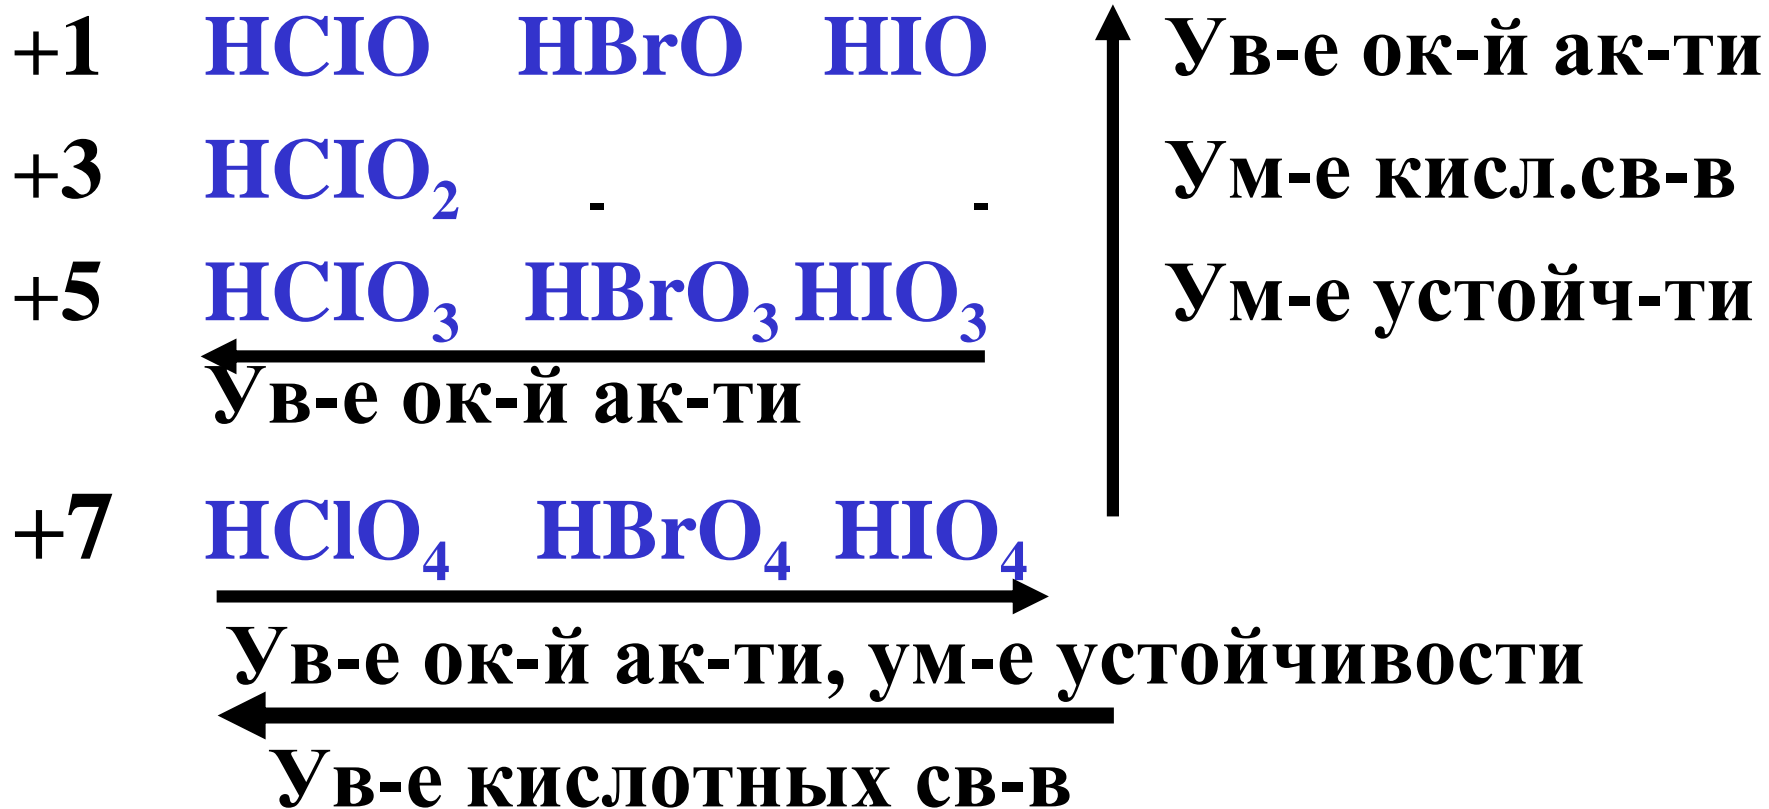 +1 HClO HBrO HIO Ув-е ок-й ак-ти
+3 HClO₂ - - Ум-е кисл.св-в
+5 HClO₃ HBrO₃ HIO₃ Ум-е устойч-ти
Ув-е ок-й ак-ти
+7 HClO₄ HBrO₄ HIO₄
Ув-е ок-й ак-ти, ум-е устойчивости
Ув-е кислотных св-в